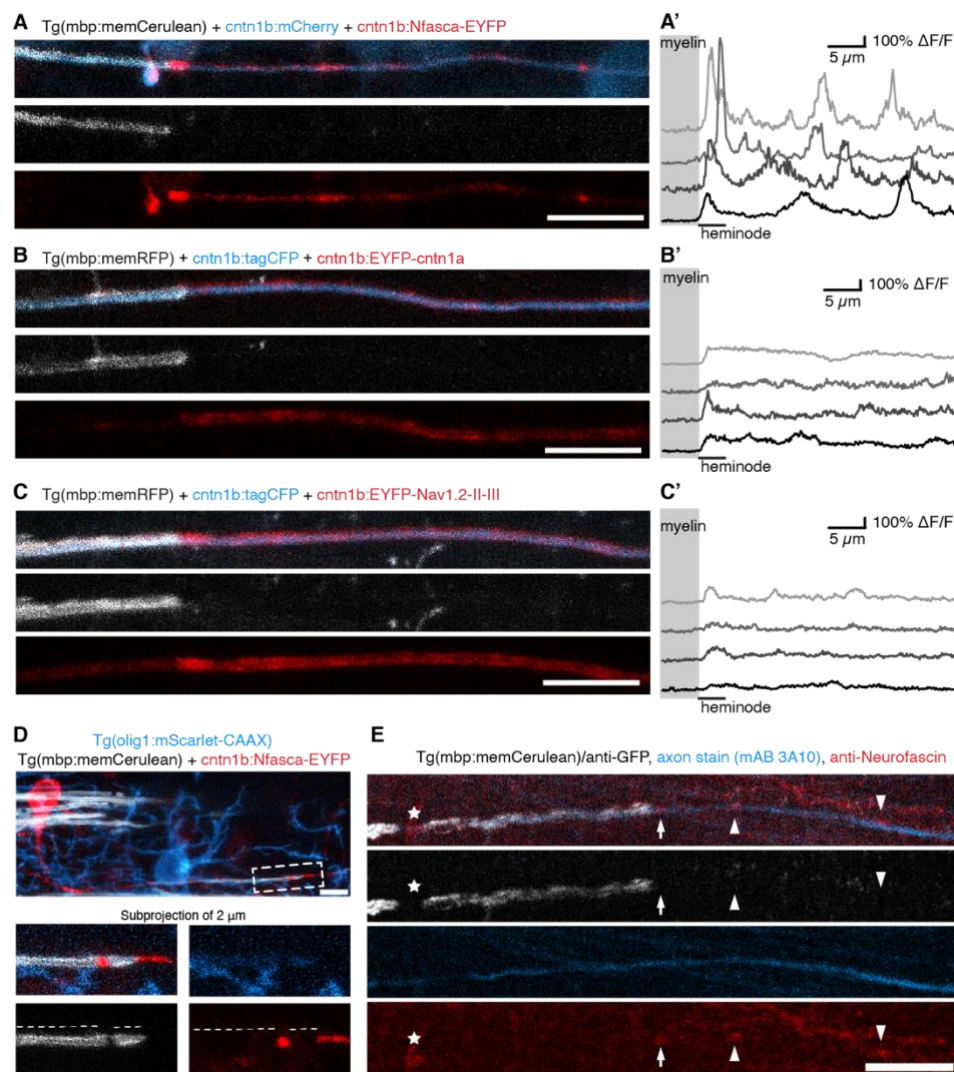 A Tg(mbp:memCerulean) + cntn1b:mCherry + cntn1b:Nfasca-EYFP
A'
myelin
100% ΔF/F
5 µm
heminode
B Tg(mbp:memRFP) + cntn1b:tagCFP + cntn1b:EYFP-cntn1a
B'
myelin
100% ΔF/F
5 µm
heminode
C Tg(mbp:memRFP) + cntn1b:tagCFP + cntn1b:EYFP-Nav1.2-II-III
C'
myelin
100% ΔF/F
5 µm
heminode
D Tg(olig1:mScarlet-CAAX)
Tg(mbp:memCerulean) + cntn1b:Nfasca-EYFP
Subprojection of 2 µm
E
Tg(mbp:memCerulean)/anti-GFP, axon stain (mAB 3A10), anti-Neurofascin